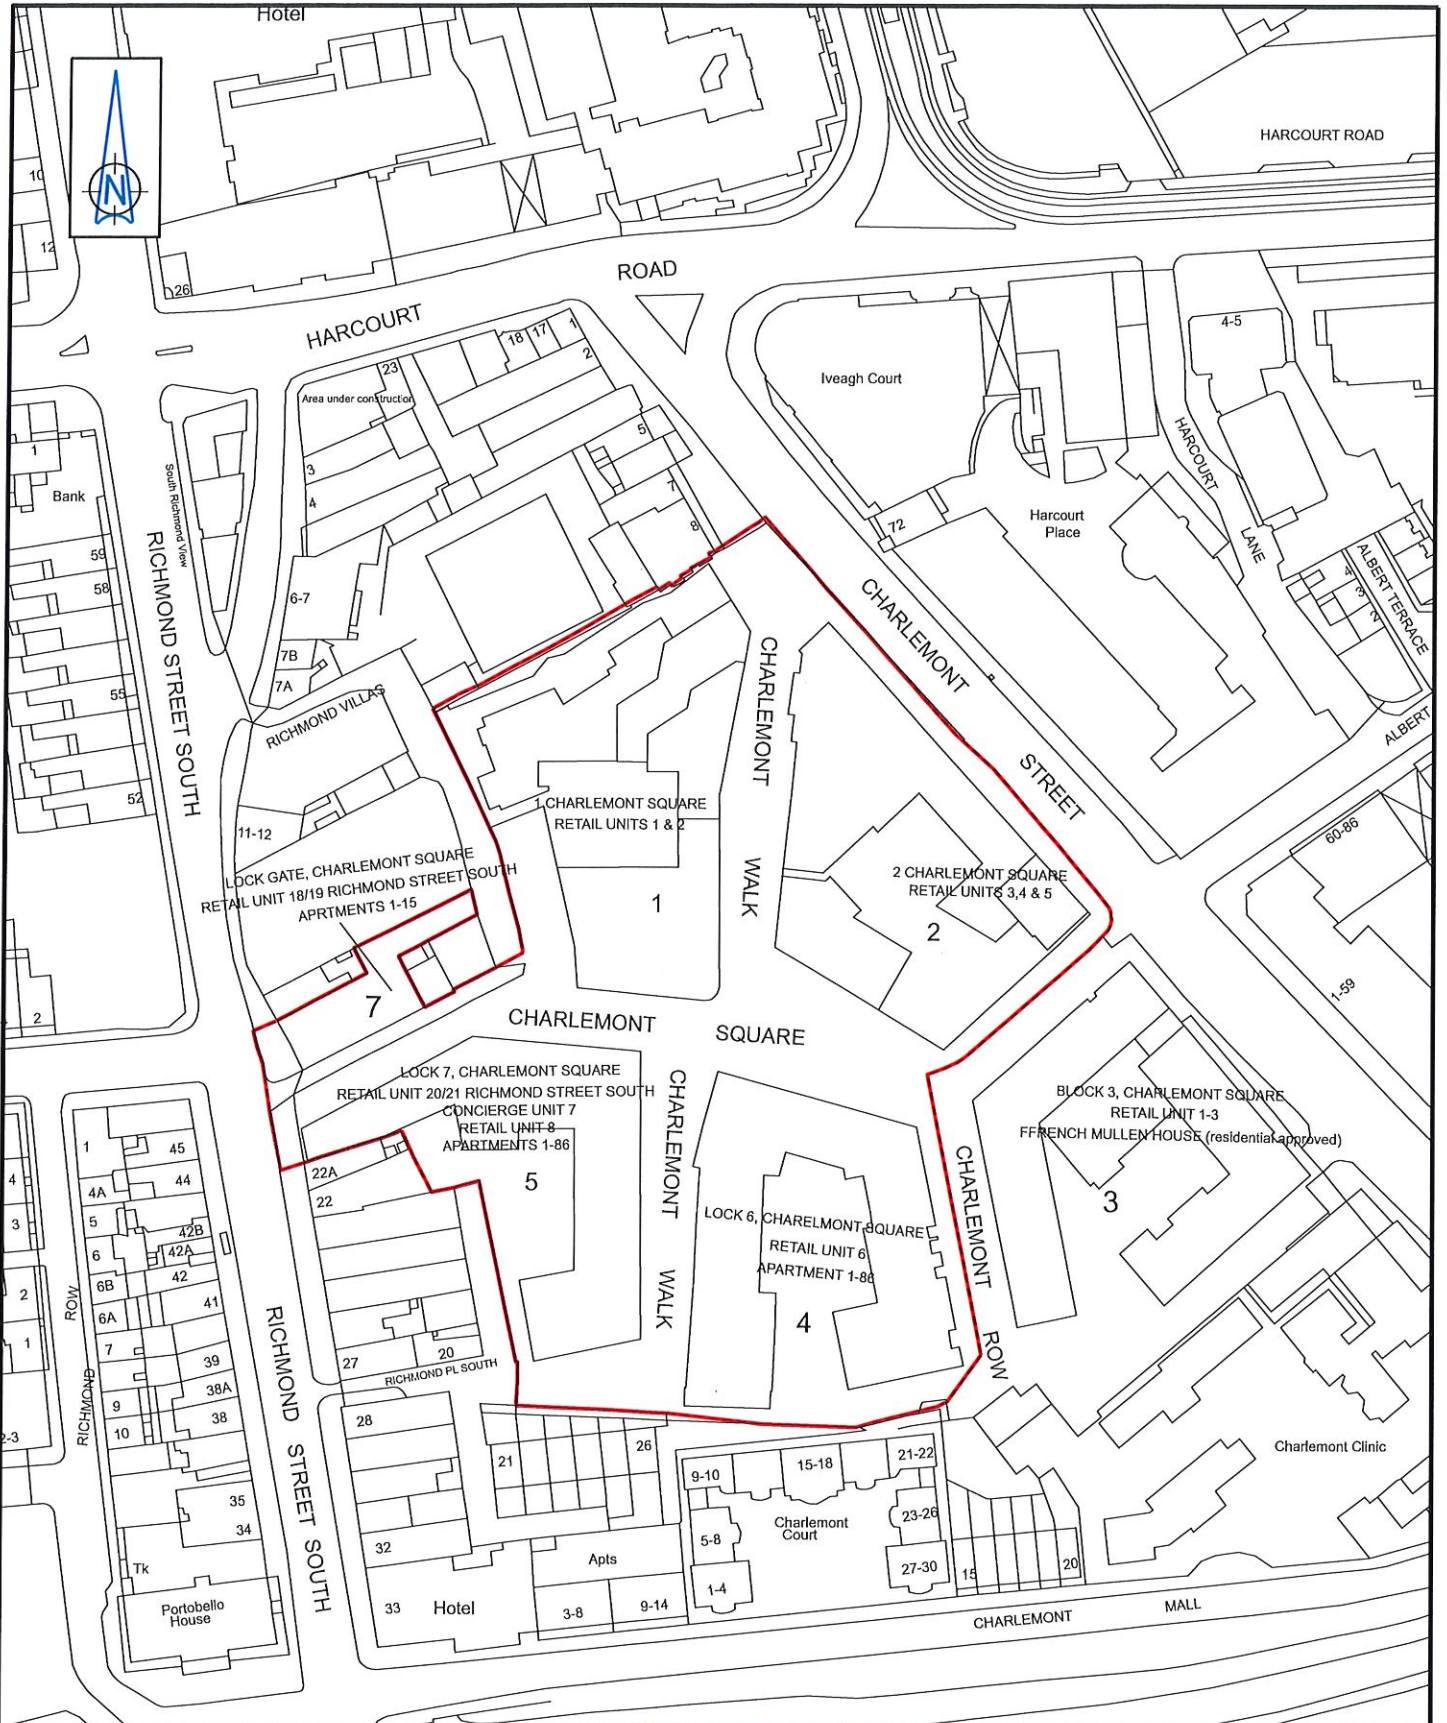 Hotel
HARCOURT ROAD
10
12
N
26
ROAD
HARCOURT
18
17
1
2
23
Area under construction
4-5
Iveagh Court
HARCOURT
LANE
3
4
5
7
8
1
Bank
South Richmond View
RICHMOND STREET SOUTH
72
Harcourt
Place
ALBERT TERRACE
4
3
2
59
58
6-7
7B
7A
55
52
CHARLEMONT
STREET
CHARLEMONT
WALK
ALBERT
RICHMOND VILLAS
11-12
60-86
1-59
1 CHARLEMONT SQUARE
RETAIL UNITS 1 & 2
1
2 CHARLEMONT SQUARE
RETAIL UNITS 3,4 & 5
2
LOCK GATE, CHARLEMONT SQUARE
RETAIL UNIT 18/19 RICHMOND STREET SOUTH
APRTMENTS 1-15
7
2
CHARLEMONT
SQUARE
LOCK 7, CHARLEMONT SQUARE
RETAIL UNIT 20/21 RICHMOND STREET SOUTH
CONCIERGE UNIT 7
RETAIL UNIT 8
APARTMENTS 1-86
5
CHARLEMONT
WALK
BLOCK 3, CHARLEMONT SQUARE
RETAIL UNIT 1-3
FFRENCH MULLEN HOUSE (residential approved)
3
CHARLEMONT
ROW
LOCK 6, CHARELMONT SQUARE
RETAIL UNIT 6
APARTMENT 1-86
4
22A
22
27
20
RICHMOND PL SOUTH
1
45
44
4A
5
42B
42A
6
42
6B
41
6A
7
39
38A
9
38
10
35
34
4
3
2
1
2-3
ROW
RICHMOND
RICHMOND
STREET
SOUTH
28
32
33
Hotel
21
26
Apts
3-8
9-14
9-10
15-18
21-22
5-8
Charlemont
Court
23-26
1-4
27-30
15
20
Charlemont Clinic
Tk
Portobello
House
CHARLEMONT
MALL